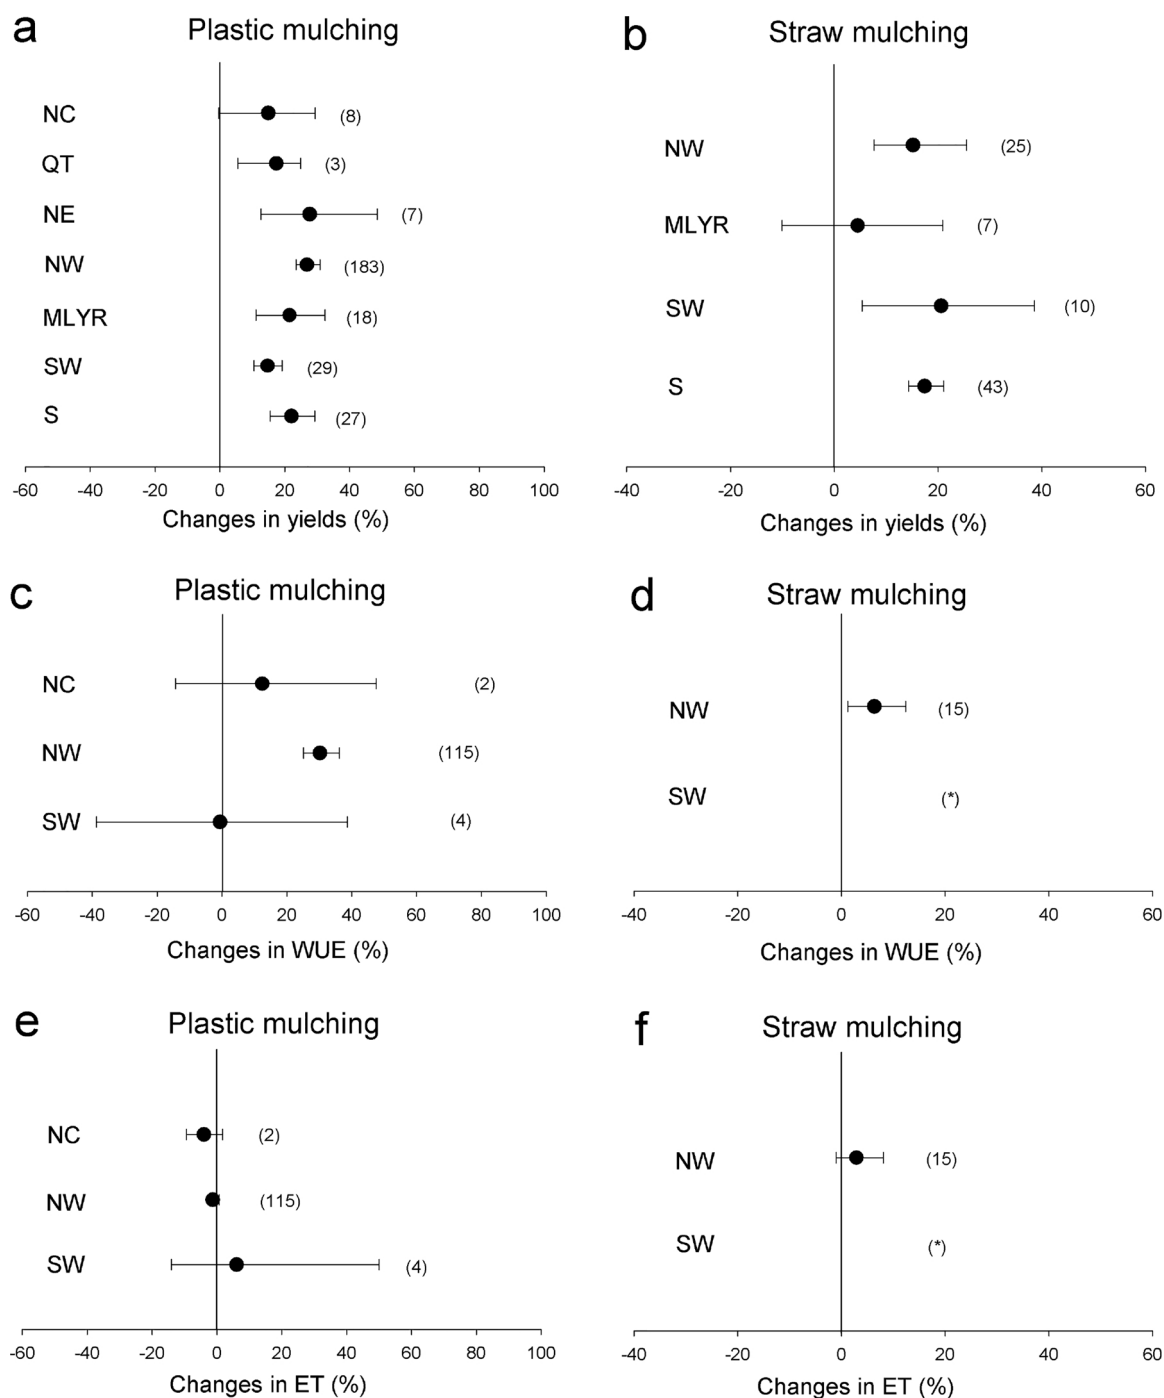 a Plastic mulching
NC (8)
QT (3)
NE (7)
NW (183)
MLYR (18)
SW (29)
S (27)
-60 -40 -20 0 20 40 60 80 100
Changes in yields (%)
b Straw mulching
NW (25)
MLYR (7)
SW (10)
S (43)
-40 -20 0 20 40 60
Changes in yields (%)
c Plastic mulching
NC (2)
NW (115)
SW (4)
-60 -40 -20 0 20 40 60 80 100
Changes in WUE (%)
d Straw mulching
NW (15)
SW (*)
-40 -20 0 20 40 60
Changes in WUE (%)
e Plastic mulching
NC (2)
NW (115)
SW (4)
-60 -40 -20 0 20 40 60 80 100
Changes in ET (%)
f Straw mulching
NW (15)
SW (*)
-40 -20 0 20 40 60
Changes in ET (%)